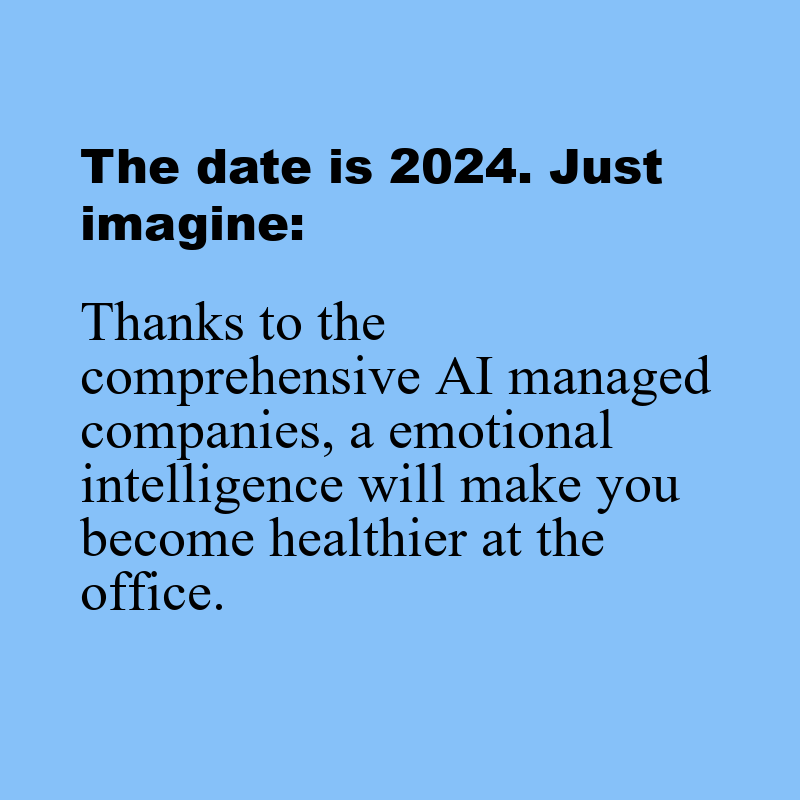 The date is 2024. Just
imagine:
Thanks to the
comprehensive AI managed
companies, a emotional
intelligence will make you
become healthier at the
office.